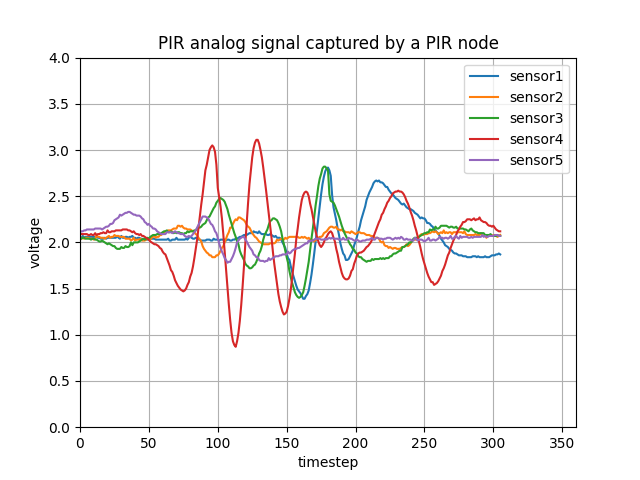 PIR analog signal captured by a PIR node
4.0
3.5
3.0
2.5
2.0
1.5
1.0
0.5
0.0
voltage
sensor1
sensor2
sensor3
sensor4
sensor5
0 50 100 150 200 250 300 350
timestep